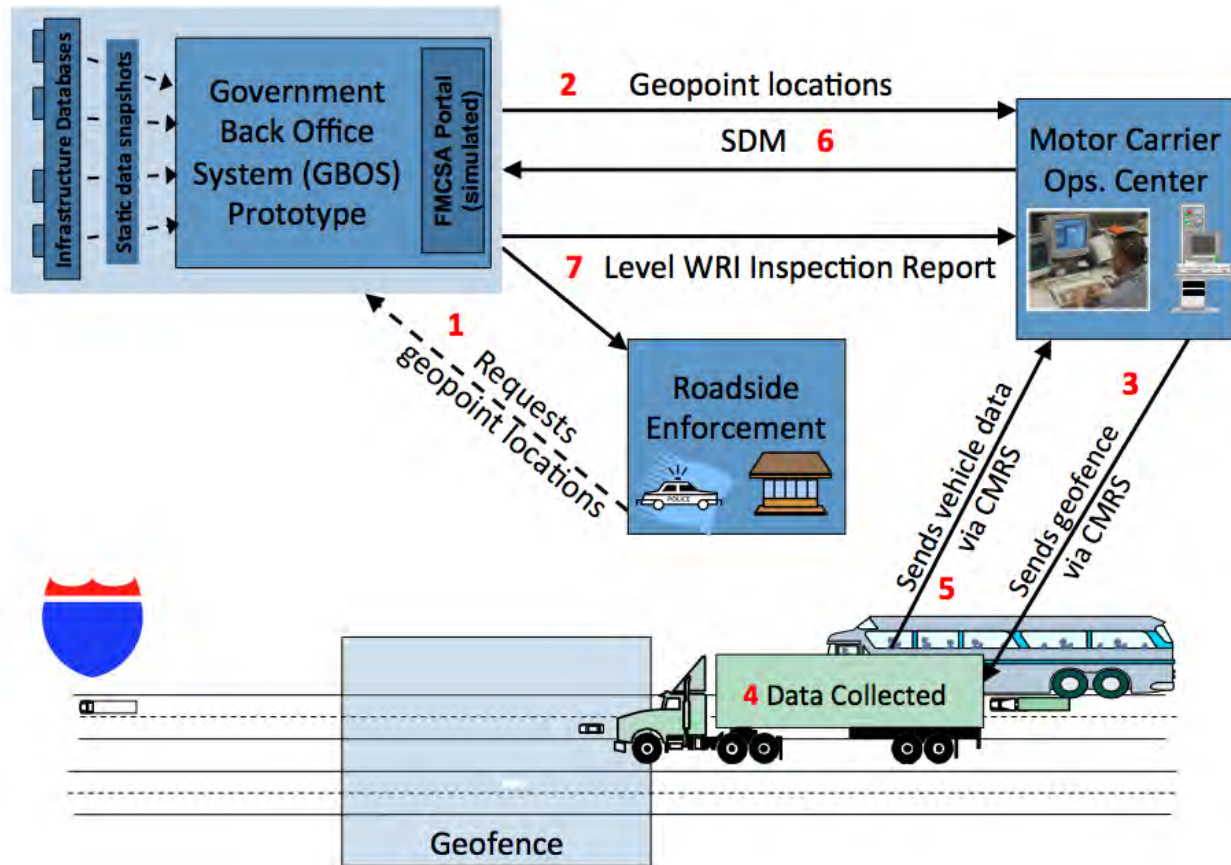 Infrastructure Databases
Static data snapshots
Government
Back Office
System (GBOS)
Prototype
FMCSA Portal
(simulated)
2 Geopoint locations
SDM 6
7 Level WRI Inspection Report
Motor Carrier
Ops. Center
1 Requests
geopoint locations
Roadside
Enforcement
POLICE
Sends vehicle data
via CMRS
5
3
Sends geofence
via CMRS
4 Data Collected
Geofence